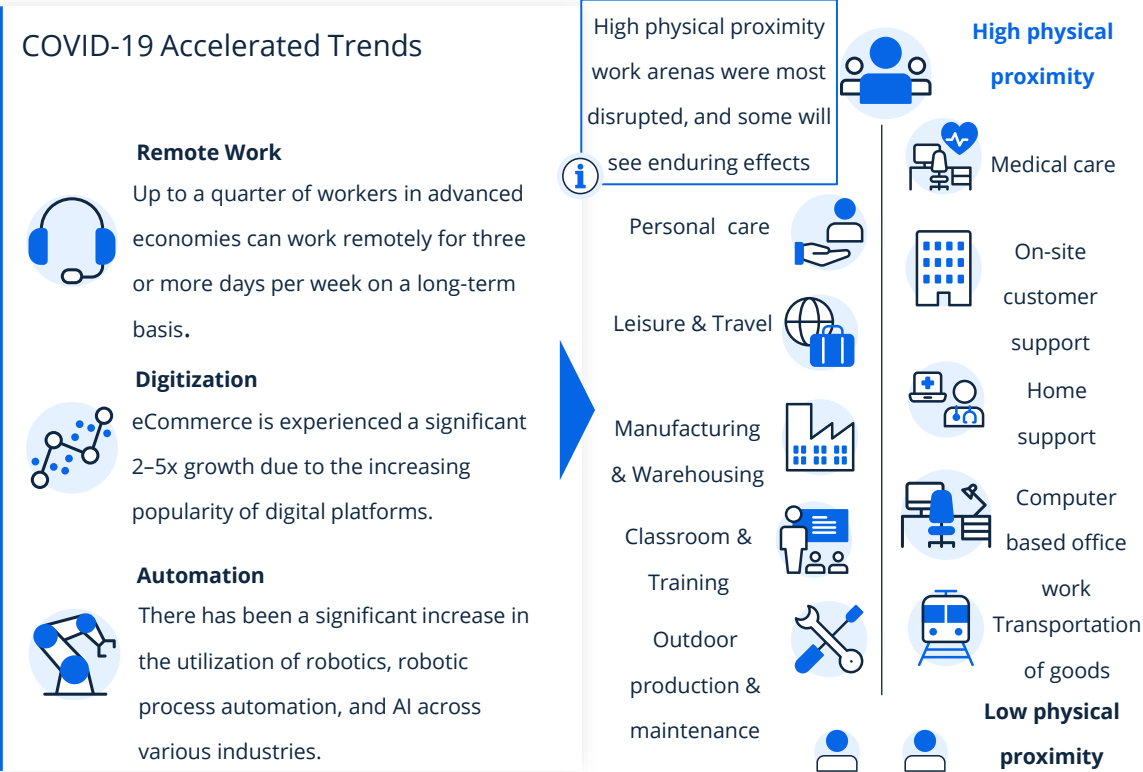 COVID-19 Accelerated Trends
Remote Work
Up to a quarter of workers in advanced
economies can work remotely for three
or more days per week on a long-term
basis.
Digitization
eCommerce is experienced a significant
2–5x growth due to the increasing
popularity of digital platforms.
Automation
There has been a significant increase in
the utilization of robotics, robotic
process automation, and AI across
various industries.
High physical proximity
work arenas were most
disrupted, and some will
see enduring effects
i
High physical
proximity
Personal care
Leisure & Travel
Manufacturing
& Warehousing
Classroom &
Training
Outdoor
production &
maintenance
Medical care
On-site
customer
support
Home
support
Computer
based office
work
Transportation
of goods
Low physical
proximity